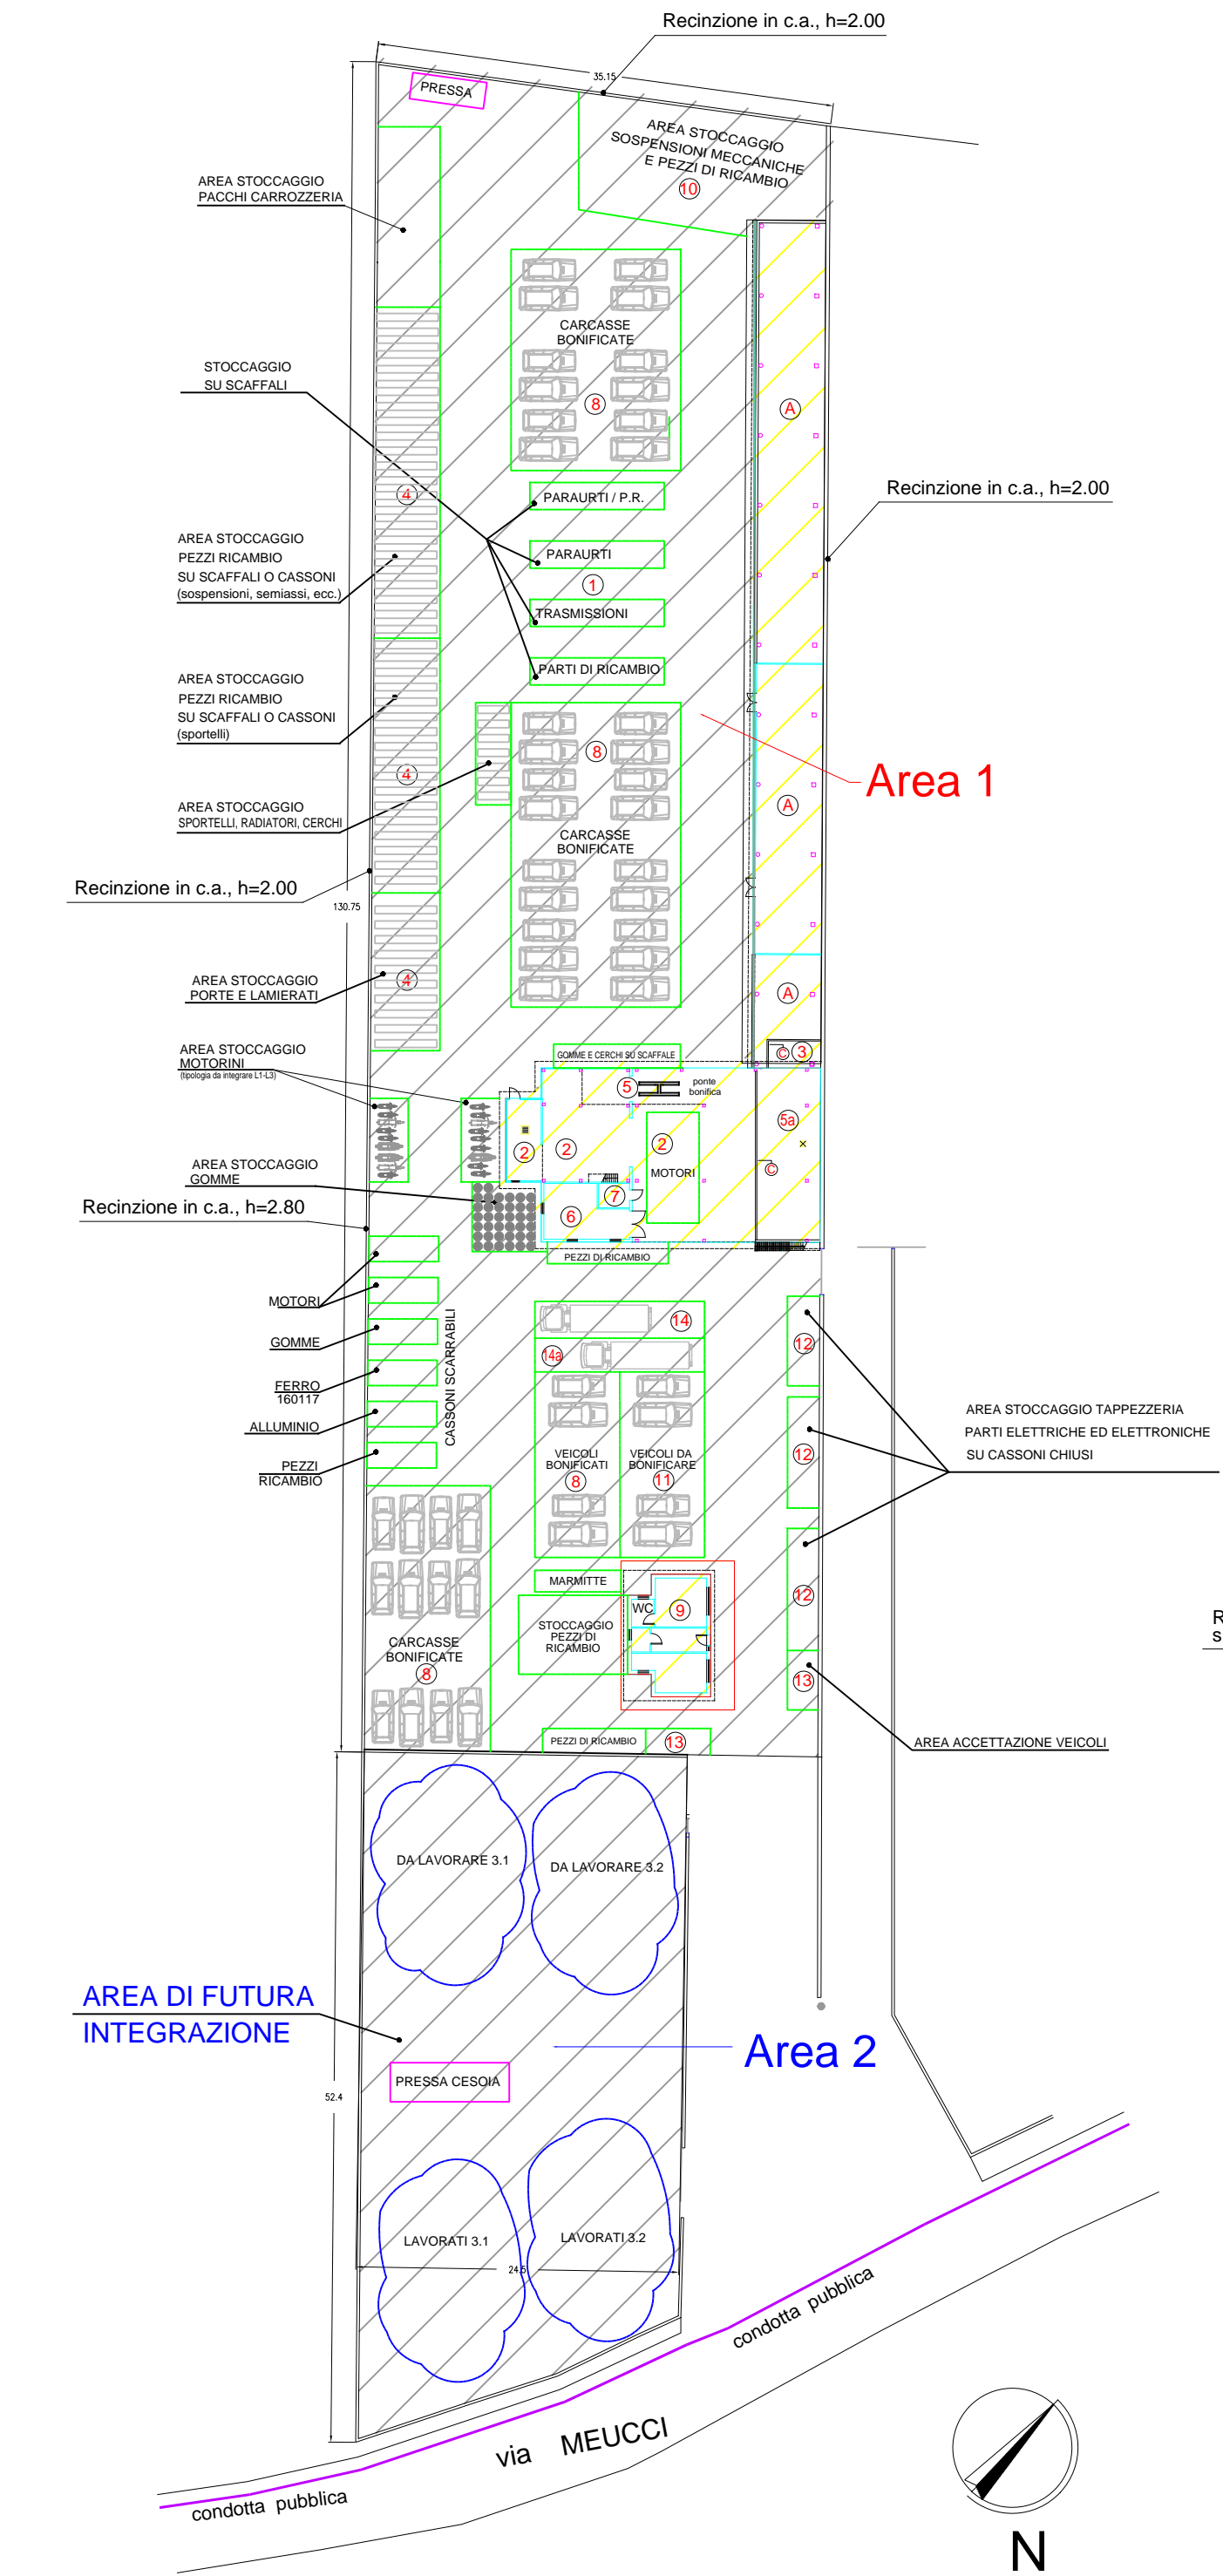 Recinzione in c.a., h=2.00
35.15
PRESSA
AREA STOCCAGGIO
SOSPENSIONI MECCANICHE
E PEZZI DI RICAMBIO
10
AREA STOCCAGGIO
PACCHI CARROZZERIA
CARCASSE
BONIFICATE
8
STOCCAGGIO
SU SCAFFALI
A
4
PARAURTI / P.R.
Recinzione in c.a., h=2.00
AREA STOCCAGGIO
PEZZI RICAMBIO
SU SCAFFALI O CASSONI
(sospensioni, semiassi, ecc.)
PARAURTI
1
TRASMISSIONI
PARTI DI RICAMBIO
AREA STOCCAGGIO
PEZZI RICAMBIO
SU SCAFFALI O CASSONI
(sportelli)
8
4
Area 1
A
AREA STOCCAGGIO
SPORTELLI, RADIATORI, CERCHI
CARCASSE
BONIFICATE
Recinzione in c.a., h=2.00
130.75
AREA STOCCAGGIO
PORTE E LAMIERATI
4
A
AREA STOCCAGGIO
MOTORINI
(tipologia da integrare L1-L3)
GOMME E CERCHI SU SCAFFALE
C
3
5
ponte
bonifica
5a
2
2
2
MOTORI
C
AREA STOCCAGGIO
GOMME
7
6
Recinzione in c.a., h=2.80
PEZZI DI RICAMBIO
MOTORI
GOMME
FERRO
160117
ALLUMINIO
PEZZI
RICAMBIO
CASSONI SCARRABILI
14
14a
12
VEICOLI
BONIFICATI
8
VEICOLI DA
BONIFICARE
11
12
AREA STOCCAGGIO TAPPEZZERIA
PARTI ELETTRICHE ED ELETTRONICHE
SU CASSONI CHIUSI
MARMITTE
12
WC
9
STOCCAGGIO
PEZZI DI
RICAMBIO
R
s
CARCASSE
BONIFICATE
8
13
PEZZI DI RICAMBIO
13
AREA ACCETTAZIONE VEICOLI
DA LAVORARE 3.1
DA LAVORARE 3.2
AREA DI FUTURA
INTEGRAZIONE
Area 2
PRESSA CESOIA
52.4
LAVORATI 3.1
LAVORATI 3.2
24.5
condotta pubblica
via MEUCCI
condotta pubblica
N